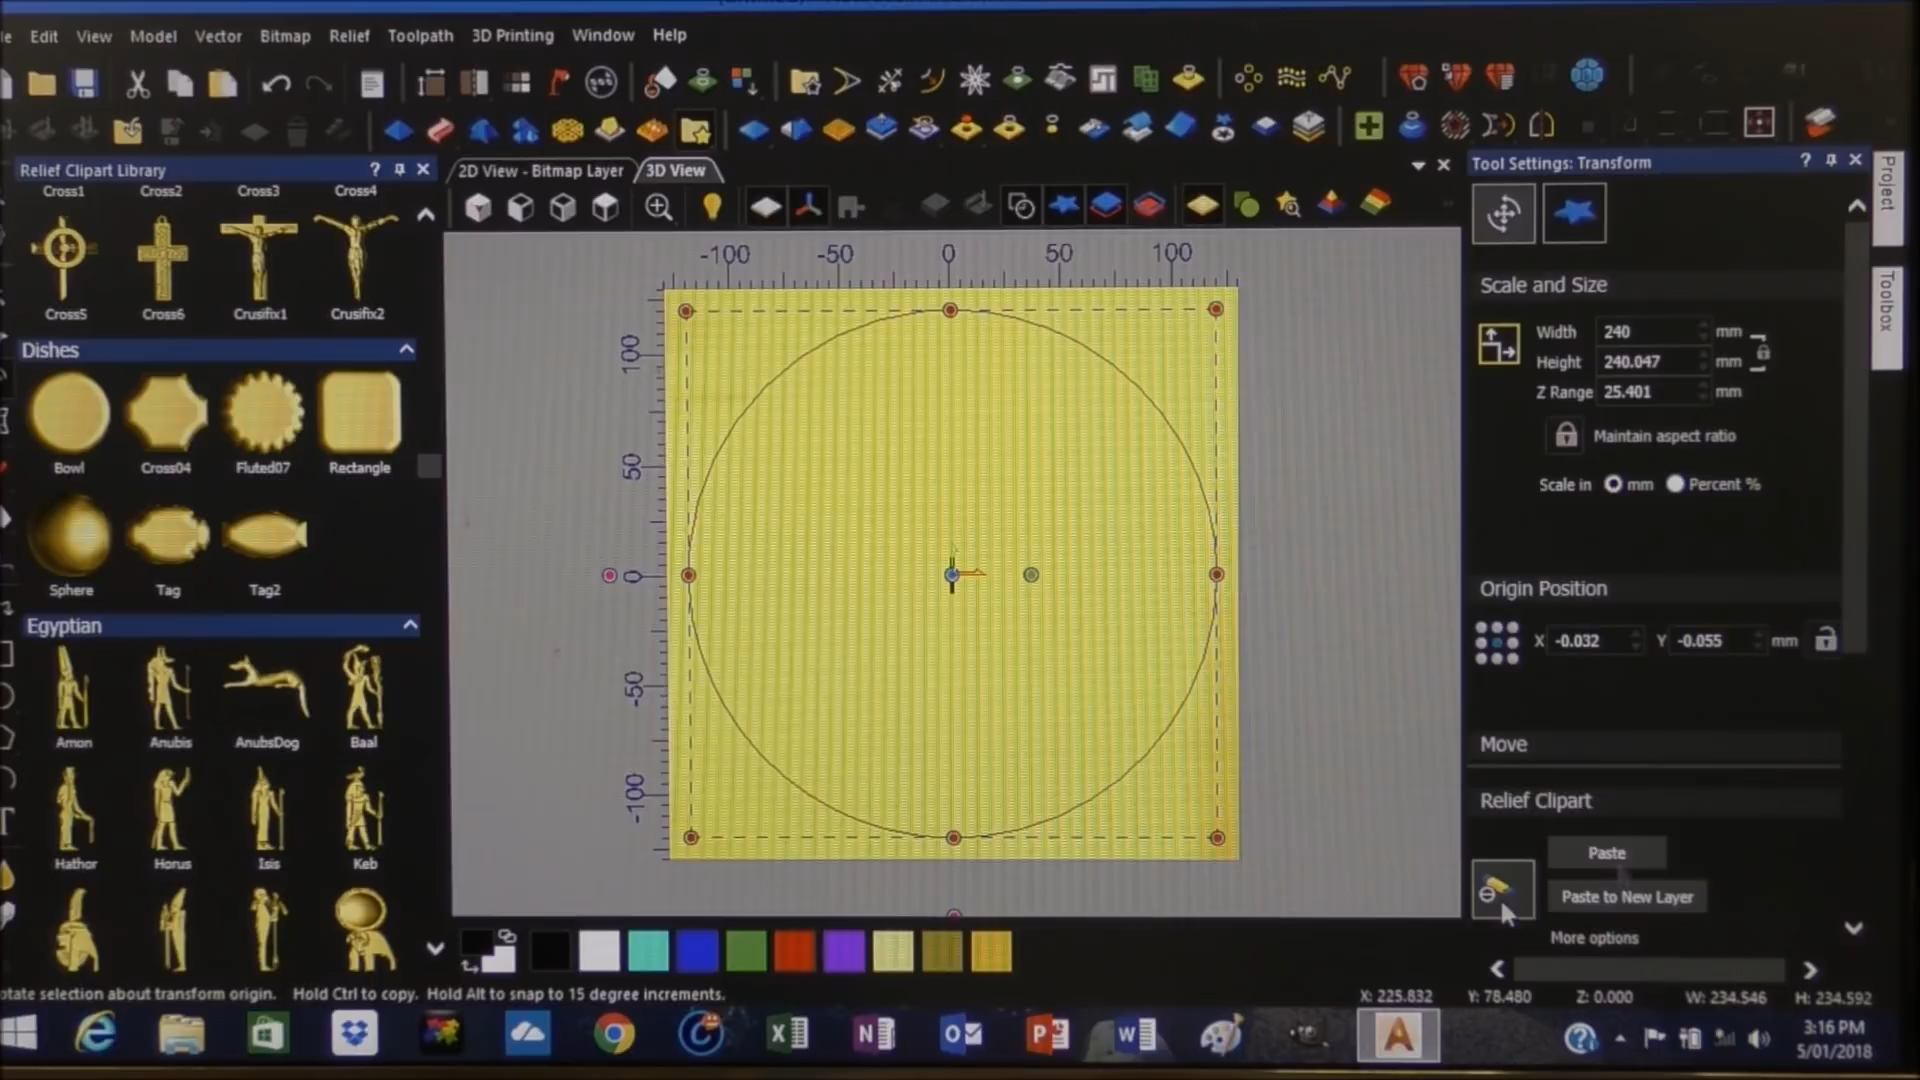 Edit View Model Vector Bitmap Relief Toolpath 3D Printing Window Help
Relief Clipart Library
Cross1 Cross2 Cross3 Cross4
Cross5 Cross6 Crusifix1 Crusifix2
Dishes
Bowl Cross04 Fluted07 Rectangle
Sphere Tag Tag2
Egyptian
Amon Anubis AnubsDog Baal
Hathor Horus Isis Keb
2D View - Bitmap Layer 3D View
-100 -50 0 50 100
100
50
0
-50
-100
Tool Settings: Transform
Scale and Size
Width 240 mm
Height 240.047 mm
Z Range 25.401 mm
Maintain aspect ratio
Scale in mm Percent %
Origin Position
X -0.032 Y -0.055 mm
Move
Relief Clipart
Paste
Paste to New Layer
More options
Project
Toolbox
otate selection about transform origin. Hold Ctrl to copy. Hold Alt to snap to 15 degree increments.
X: 225.832 Y: 78.480 Z: 0.000 W: 234.546 H: 234.592
3:16 PM
5/01/2018